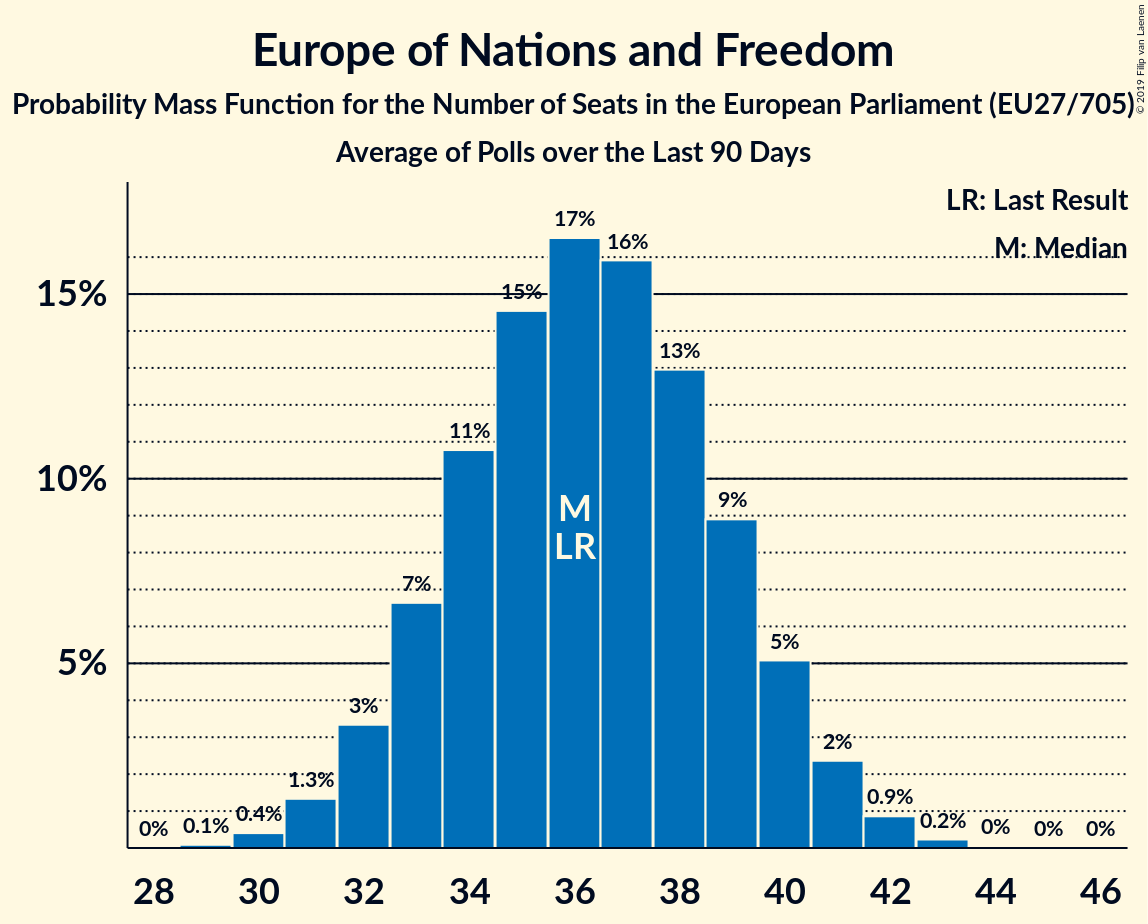 Europe of Nations and Freedom
Probability Mass Function for the Number of Seats in the European Parliament (EU27/705)
Average of Polls over the Last 90 Days
© 2019 Filip van Laenen
LR: Last Result
M: Median
15%
10%
5%
0%
0.1%
0.4%
1.3%
3%
7%
11%
15%
17%
16%
13%
9%
5%
2%
0.9%
0.2%
0%
0%
0%
M
LR
28 30 32 34 36 38 40 42 44 46